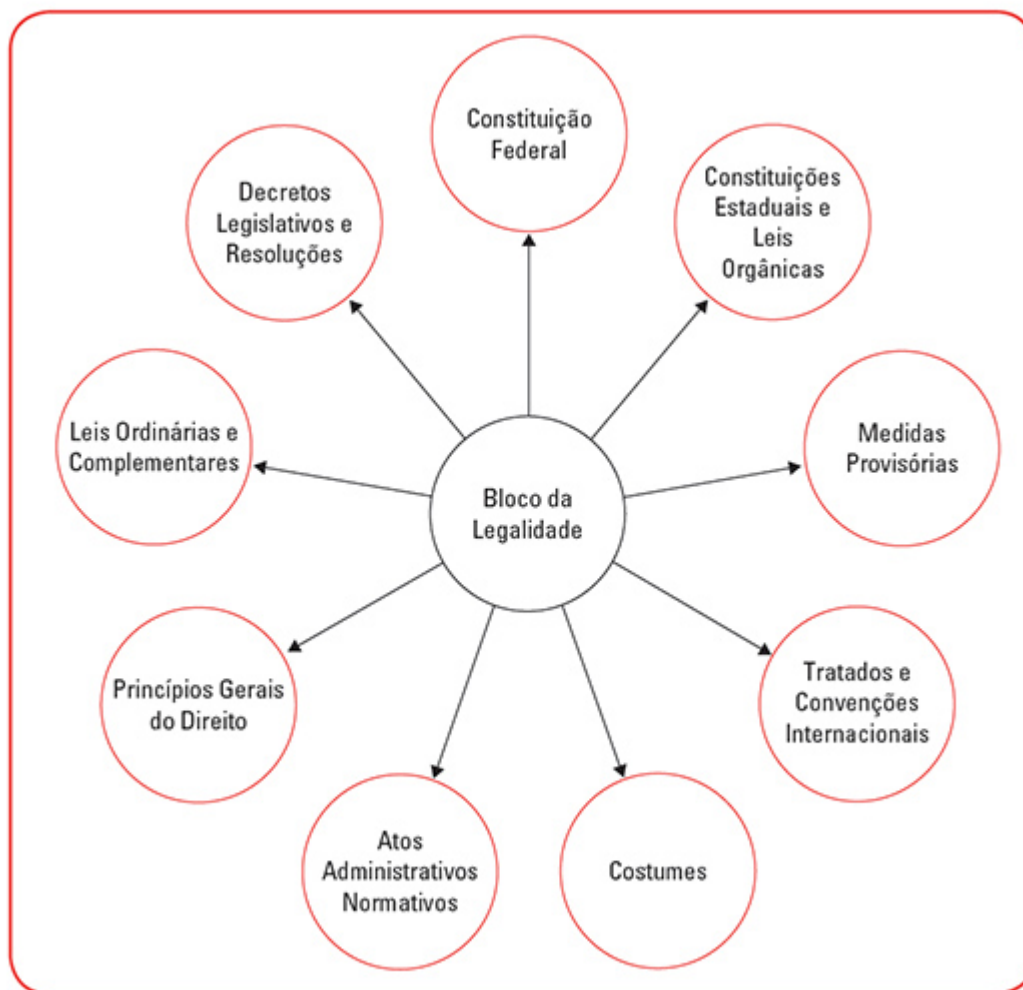 Constituição
Federal
Decretos
Legislativos e
Resoluções
Constituições
Estaduais e
Leis
Orgânicas
Leis Ordinárias e
Complementares
Medidas
Provisórias
Bloco da
Legalidade
Princípios Gerais
do Direito
Tratados e
Convenções
Internacionais
Atos
Administrativos
Normativos
Costumes